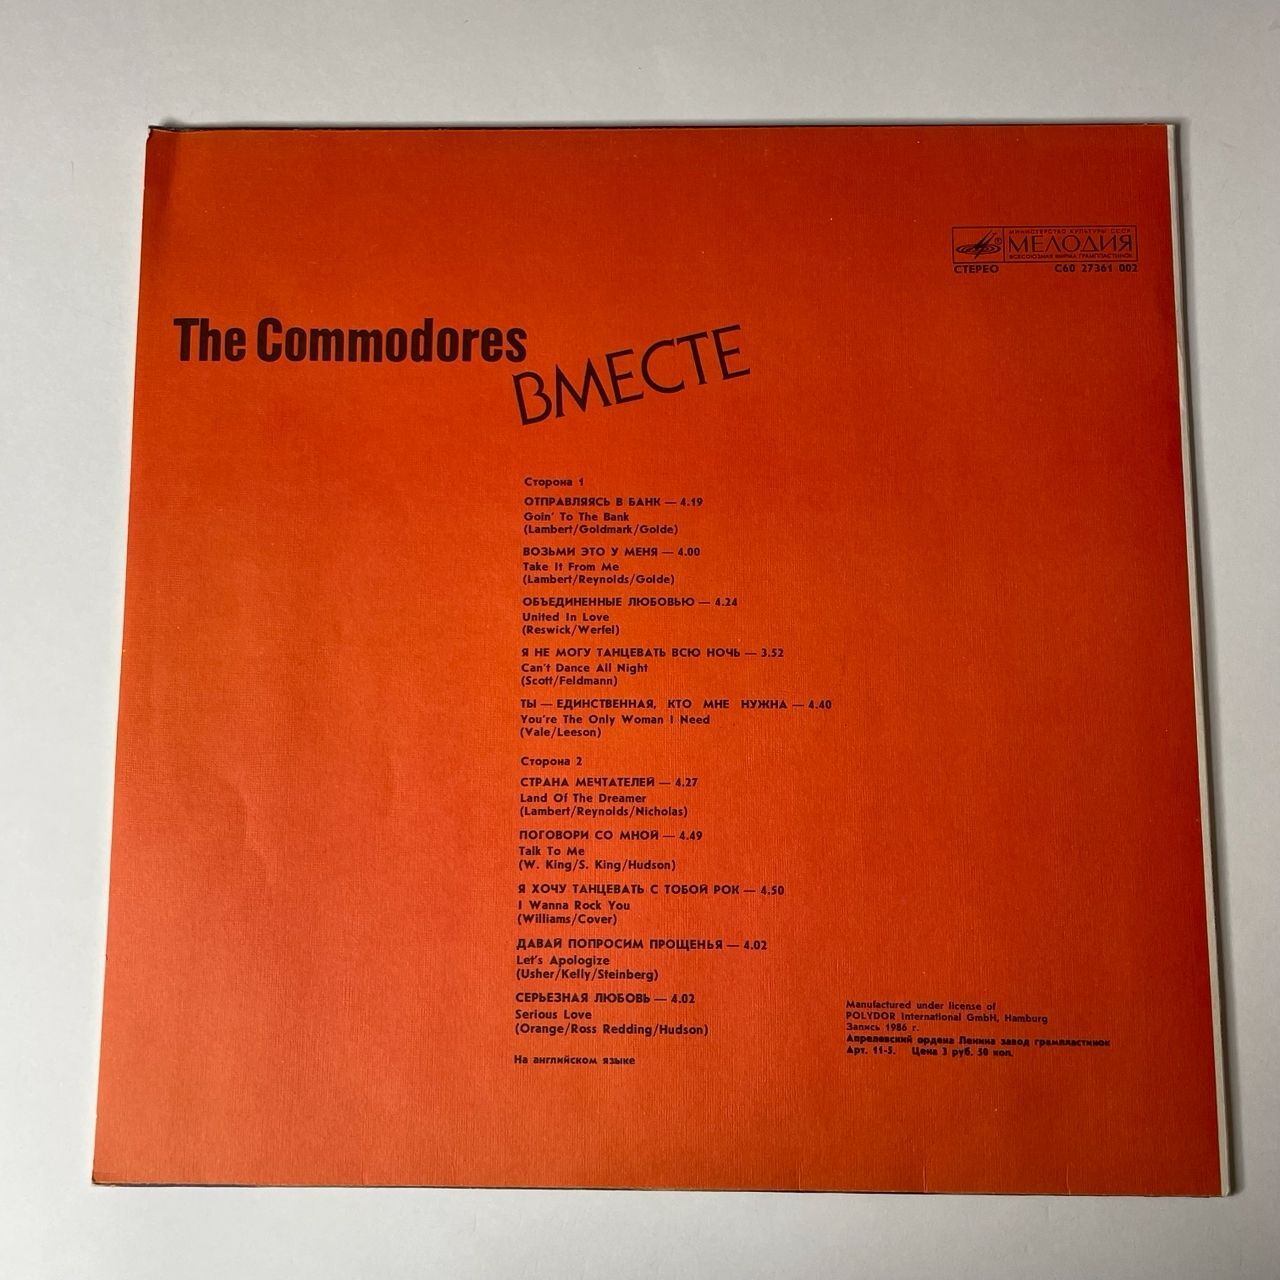 МИНИСТЕРСТВО КУЛЬТУРЫ СССР
МЕЛОДИЯ
ВСЕСОЮЗНАЯ ФИРМА ГРАМПЛАСТИНОК
СТЕРЕО С60 27361 002
The Commodores
ВМЕСТЕ
Сторона 1
ОТПРАВЛЯЯСЬ В БАНК — 4.19
Goin' To The Bank
(Lambert/Goldmark/Golde)
ВОЗЬМИ ЭТО У МЕНЯ — 4.00
Take It From Me
(Lambert/Reynolds/Golde)
ОБЪЕДИНЕННЫЕ ЛЮБОВЬЮ — 4.24
United In Love
(Reswick/Werfel)
Я НЕ МОГУ ТАНЦЕВАТЬ ВСЮ НОЧЬ — 3.52
Can't Dance All Night
(Scott/Feldmann)
ТЫ — ЕДИНСТВЕННАЯ, КТО МНЕ НУЖНА — 4.40
You're The Only Woman I Need
(Vale/Leeson)
Сторона 2
СТРАНА МЕЧТАТЕЛЕЙ — 4.27
Land Of The Dreamer
(Lambert/Reynolds/Nicholas)
ПОГОВОРИ СО МНОЙ — 4.49
Talk To Me
(W. King/S. King/Hudson)
Я ХОЧУ ТАНЦЕВАТЬ С ТОБОЙ РОК — 4.50
I Wanna Rock You
(Williams/Cover)
ДАВАЙ ПОПРОСИМ ПРОЩЕНЬЯ — 4.02
Let's Apologize
(Usher/Kelly/Steinberg)
СЕРЬЕЗНАЯ ЛЮБОВЬ — 4.02
Serious Love
(Orange/Ross Redding/Hudson)
На английском языке
Manufactured under license of
POLYDOR International GmbH, Hamburg
Запись 1986 г.
Апрелевский ордена Ленина завод грампластинок
Арт. 11-5. Цена 3 руб. 50 коп.